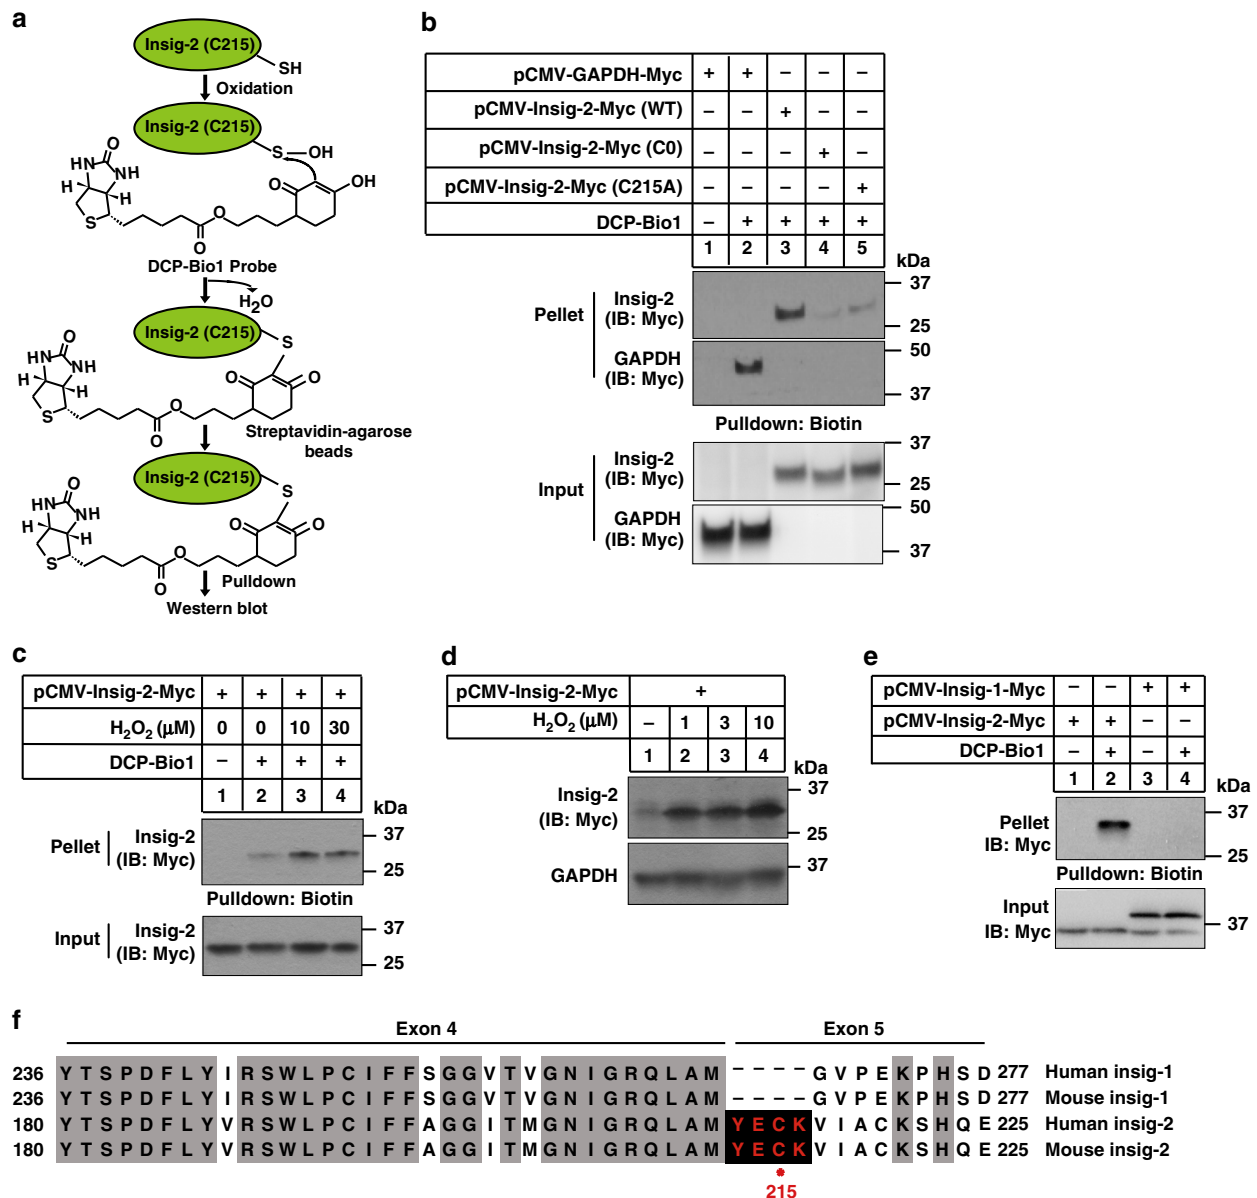 a
Insig-2 (C215)
SH
Oxidation
Insig-2 (C215)
S—OH
O
HN NH
H
H
S
O
O
O
OH
DCP-Bio1 Probe
H2O
Insig-2 (C215)
S
O
HN NH
H
H
S
O
O
O
O
Streptavidin-agarose
beads
Insig-2 (C215)
S
O
HN NH
H
H
S
O
O
O
O
Pulldown
Western blot
b
pCMV-GAPDH-Myc + + – – –
pCMV-Insig-2-Myc (WT) – – + – –
pCMV-Insig-2-Myc (C0) – – – + –
pCMV-Insig-2-Myc (C215A) – – – – +
DCP-Bio1 – + + + +
1 2 3 4 5
kDa
Pellet
Insig-2
(IB: Myc)
37
25
GAPDH
(IB: Myc)
50
37
Pulldown: Biotin
Input
Insig-2
(IB: Myc)
37
25
GAPDH
(IB: Myc)
50
37
c
pCMV-Insig-2-Myc + + + +
H2O2 (μM) 0 0 10 30
DCP-Bio1 – + + +
1 2 3 4
kDa
Pellet
Insig-2
(IB: Myc)
37
25
Pulldown: Biotin
Input
Insig-2
(IB: Myc)
37
25
d
pCMV-Insig-2-Myc +
H2O2 (μM) – 1 3 10
1 2 3 4
kDa
Insig-2
(IB: Myc)
37
25
GAPDH
37
e
pCMV-Insig-1-Myc – – + +
pCMV-Insig-2-Myc + + – –
DCP-Bio1 – + – +
1 2 3 4
kDa
Pellet
IB: Myc
37
25
Pulldown: Biotin
Input
IB: Myc
37
f
Exon 4 Exon 5
236 Y T S P D F L Y I R S W L P C I F F S G G V T V G N I G R Q L A M - - - - G V P E K P H S D 277 Human insig-1
236 Y T S P D F L Y I R S W L P C I F F S G G V T V G N I G R Q L A M - - - - G V P E K P H S D 277 Mouse insig-1
180 Y T S P D F L Y V R S W L P C I F F A G G I T M G N I G R Q L A M Y E C K V I A C K S H Q E 225 Human insig-2
180 Y T S P D F L Y V R S W L P C I F F A G G I T M G N I G R Q L A M Y E C K V I A C K S H Q E 225 Mouse insig-2
*
215